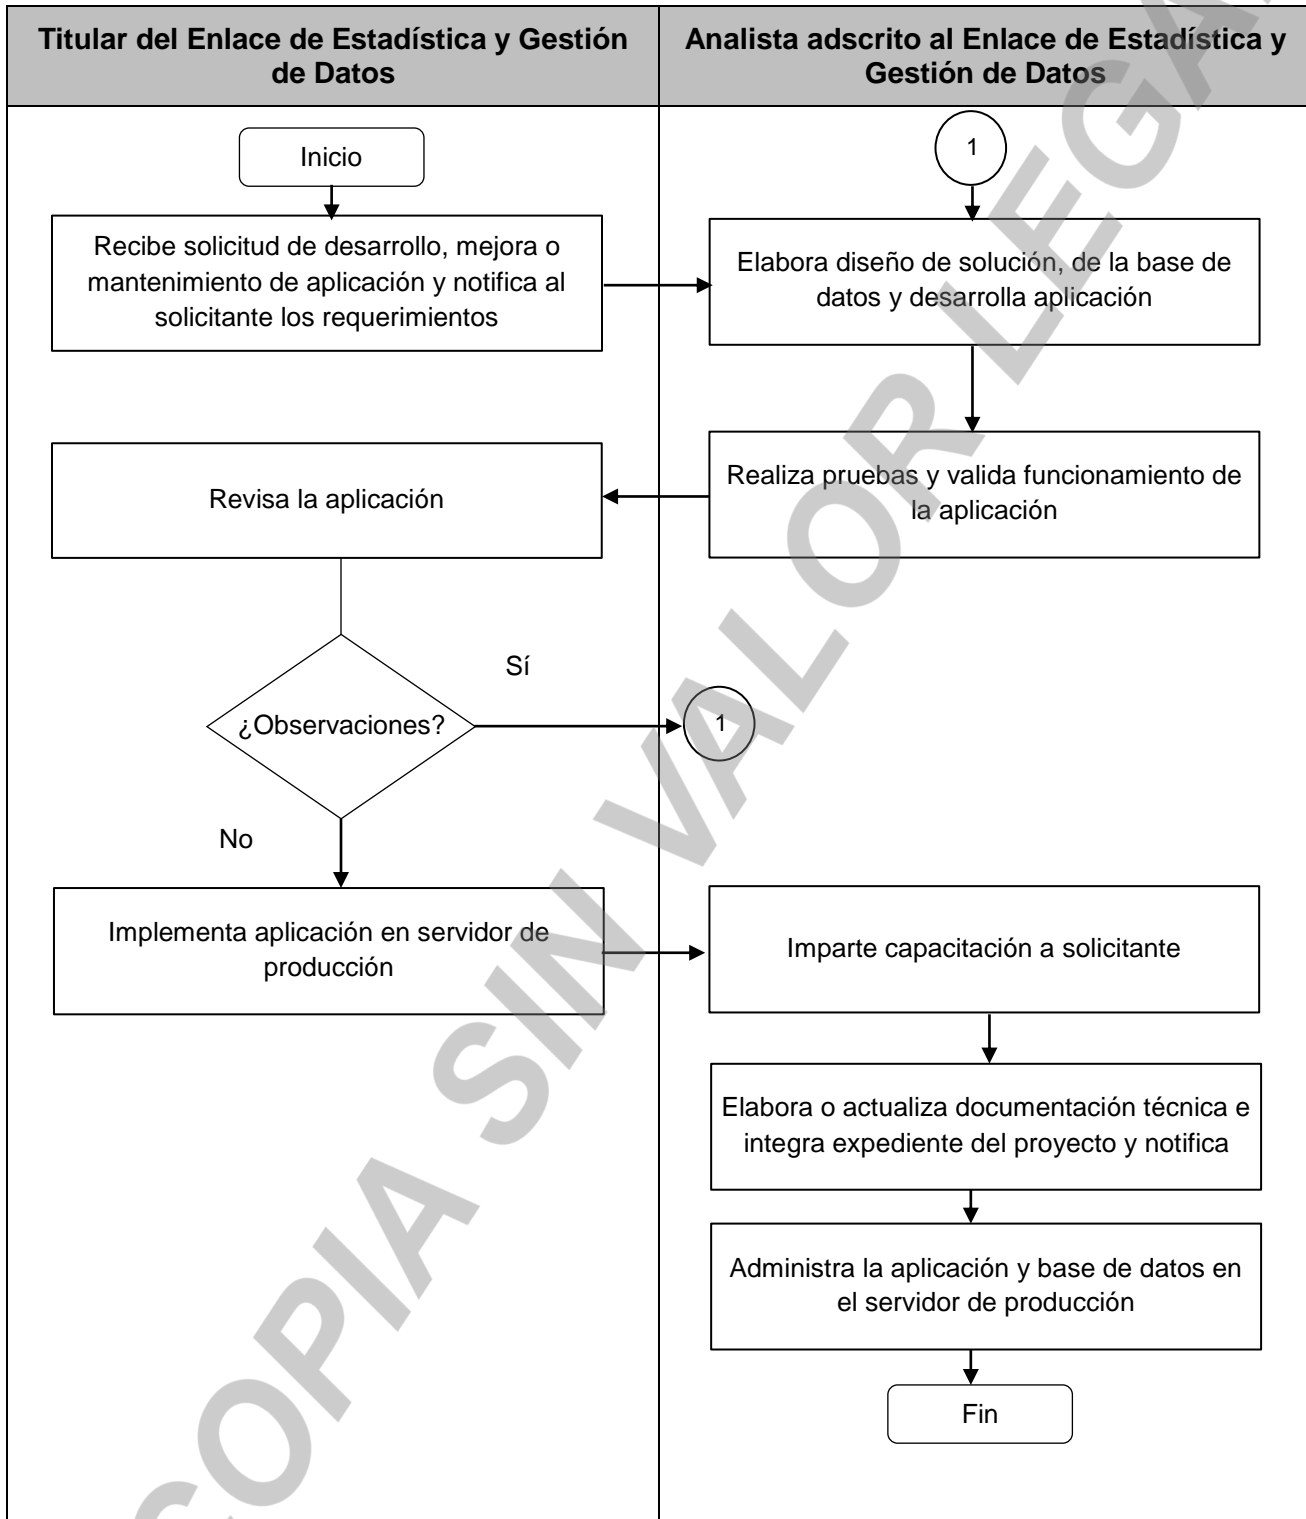 Titular del Enlace de Estadística y Gestión
de Datos
Analista adscrito al Enlace de Estadística y
Gestión de Datos
Inicio
1
Recibe solicitud de desarrollo, mejora o
mantenimiento de aplicación y notifica al
solicitante los requerimientos
Elabora diseño de solución, de la base de
datos y desarrolla aplicación
Revisa la aplicación
Realiza pruebas y valida funcionamiento de
la aplicación
Sí
¿Observaciones?
1
No
Implementa aplicación en servidor de
producción
Imparte capacitación a solicitante
Elabora o actualiza documentación técnica e
integra expediente del proyecto y notifica
Administra la aplicación y base de datos en
el servidor de producción
Fin
COPIA SIN VALOR LEGAL